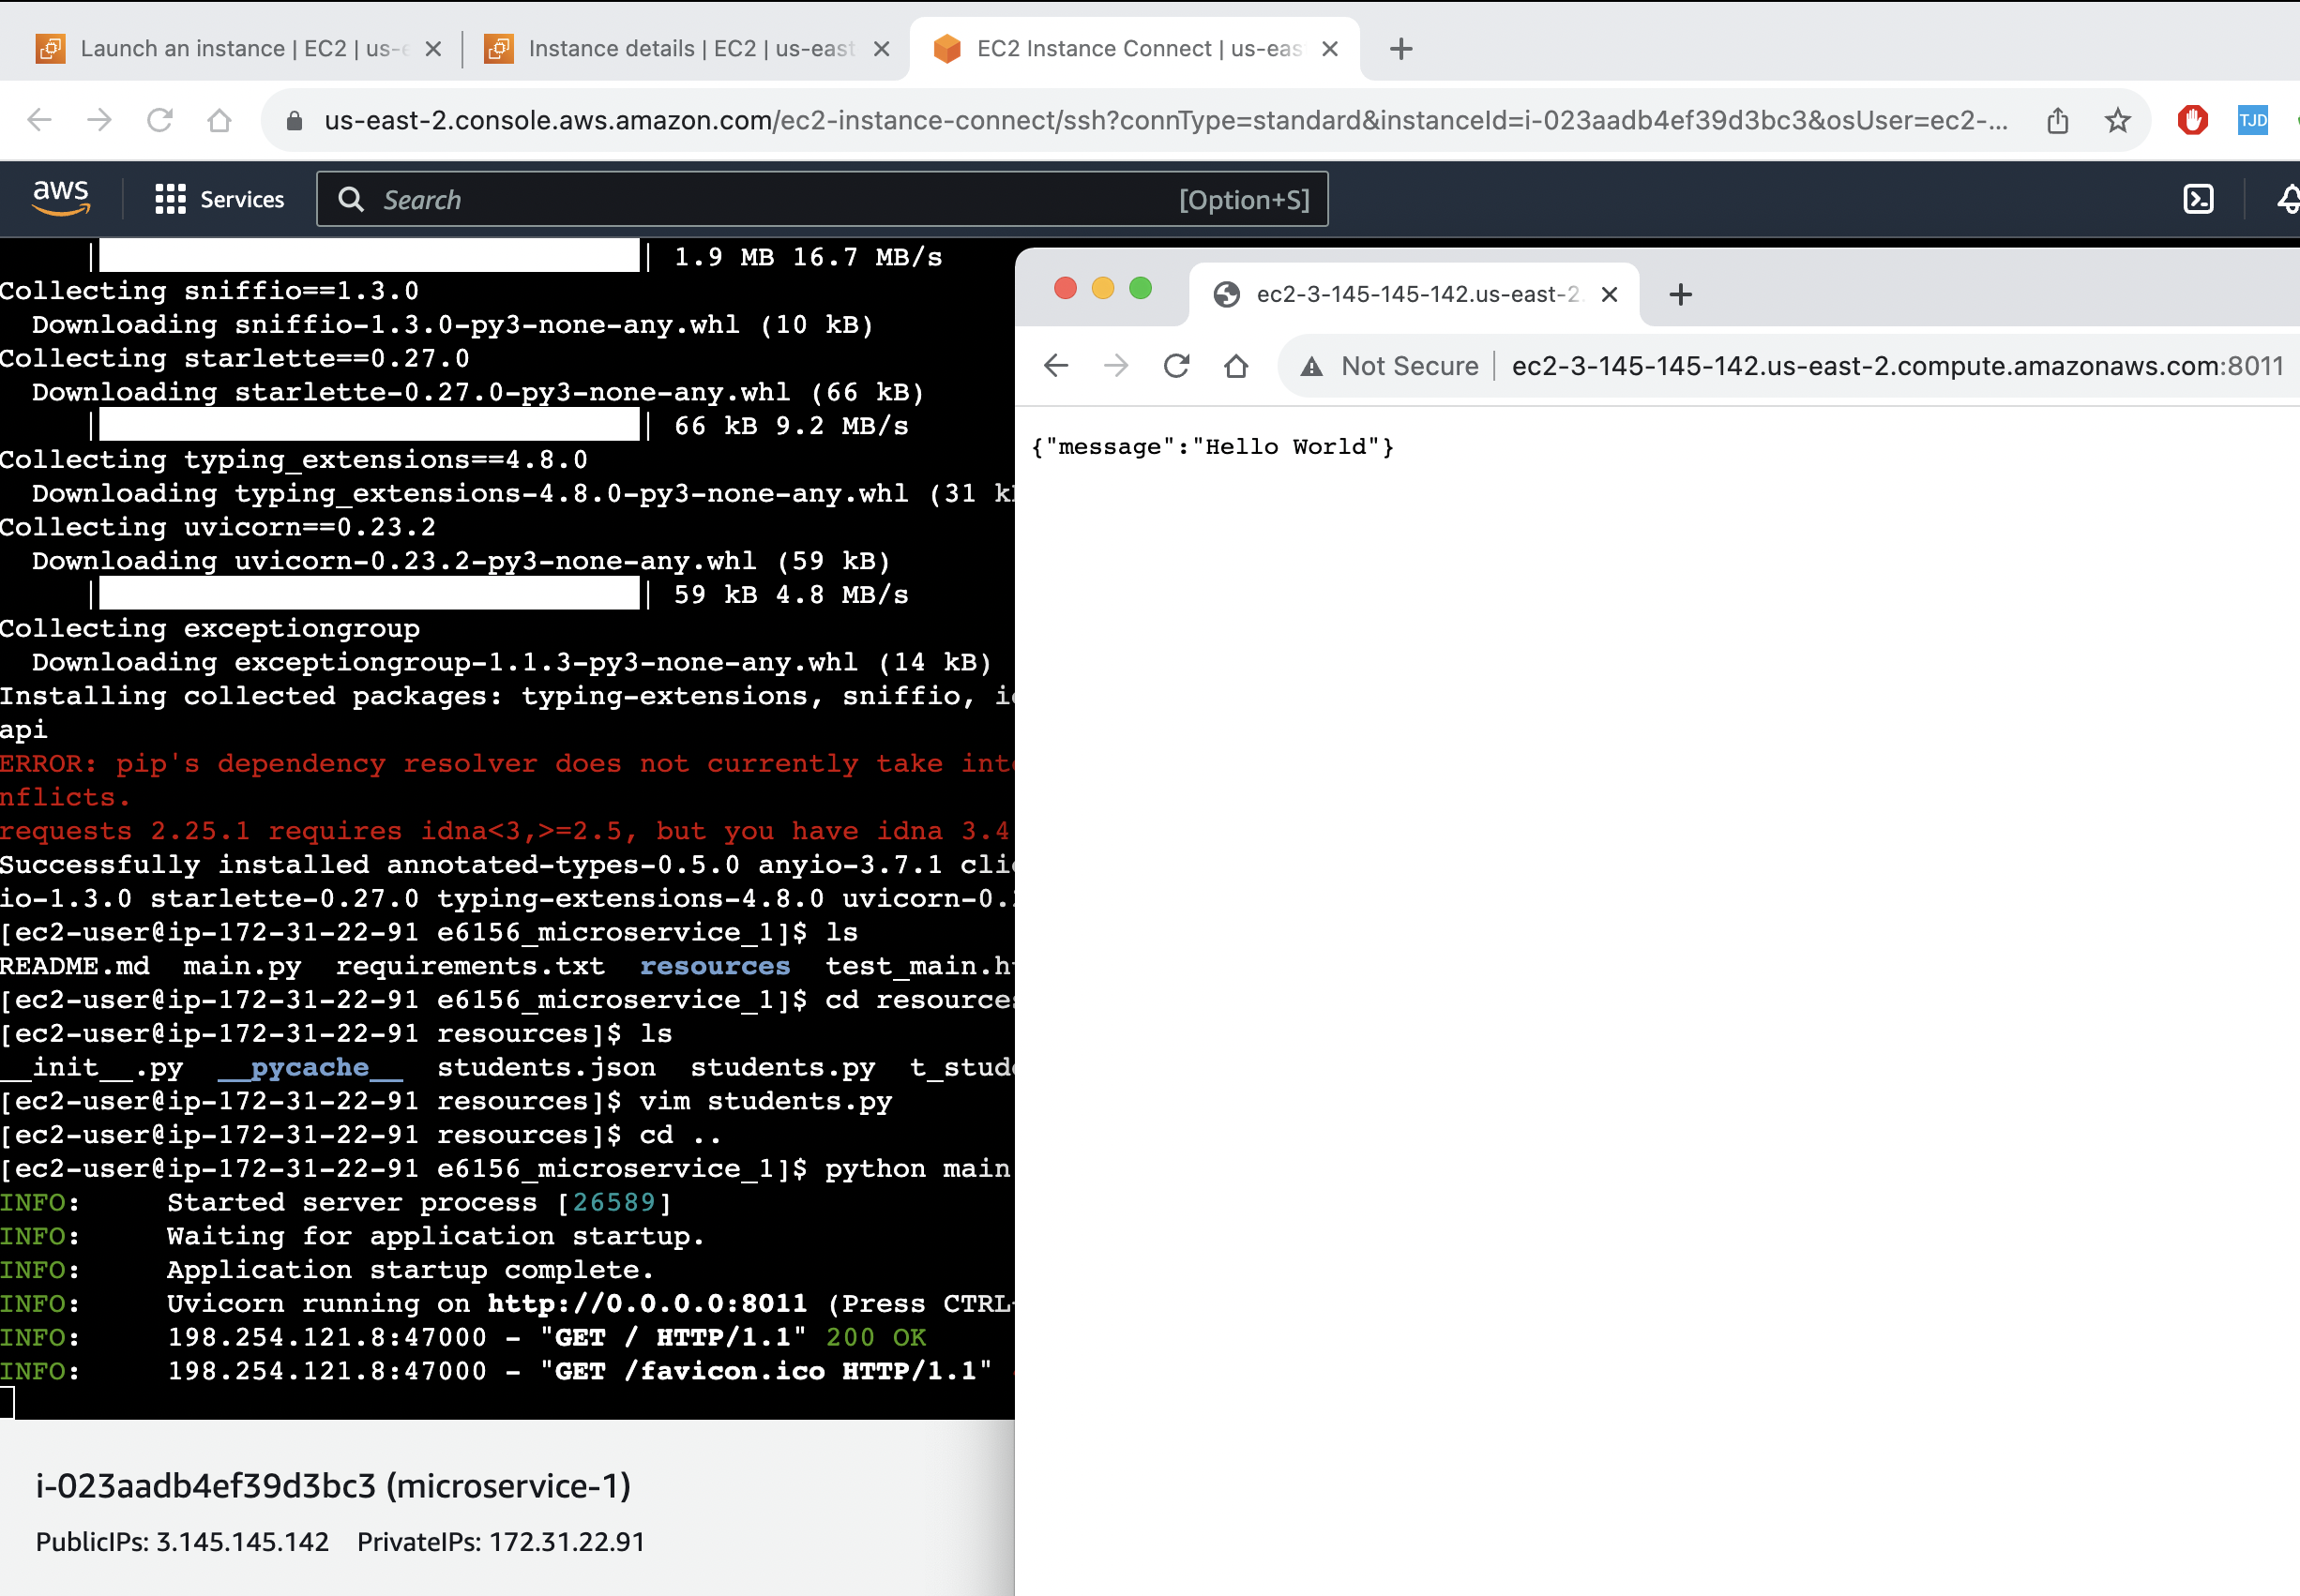 Launch an instance | EC2 | us-e
Instance details | EC2 | us-east
EC2 Instance Connect | us-eas
us-east-2.console.aws.amazon.com/ec2-instance-connect/ssh?connType=standard&instanceId=i-023aadb4ef39d3bc3&osUser=ec2-...
TJD
aws
Services
Search
[Option+S]
1.9 MB 16.7 MB/s
Collecting sniffio==1.3.0
Downloading sniffio-1.3.0-py3-none-any.whl (10 kB)
Collecting starlette==0.27.0
Downloading starlette-0.27.0-py3-none-any.whl (66 kB)
66 kB 9.2 MB/s
Collecting typing_extensions==4.8.0
Downloading typing_extensions-4.8.0-py3-none-any.whl (31 k
Collecting uvicorn==0.23.2
Downloading uvicorn-0.23.2-py3-none-any.whl (59 kB)
59 kB 4.8 MB/s
Collecting exceptiongroup
Downloading exceptiongroup-1.1.3-py3-none-any.whl (14 kB)
Installing collected packages: typing-extensions, sniffio, i
api
ERROR: pip's dependency resolver does not currently take int
nflicts.
requests 2.25.1 requires idna<3,>=2.5, but you have idna 3.4
Successfully installed annotated-types-0.5.0 anyio-3.7.1 cli
io-1.3.0 starlette-0.27.0 typing-extensions-4.8.0 uvicorn-0.
[ec2-user@ip-172-31-22-91 e6156_microservice_1]$ ls
README.md main.py requirements.txt resources test_main.h
[ec2-user@ip-172-31-22-91 e6156_microservice_1]$ cd resources
[ec2-user@ip-172-31-22-91 resources]$ ls
__init__.py __pycache__ students.json students.py t_stud
[ec2-user@ip-172-31-22-91 resources]$ vim students.py
[ec2-user@ip-172-31-22-91 resources]$ cd ..
[ec2-user@ip-172-31-22-91 e6156_microservice_1]$ python main
INFO: Started server process [26589]
INFO: Waiting for application startup.
INFO: Application startup complete.
INFO: Uvicorn running on http://0.0.0.0:8011 (Press CTRL
INFO: 198.254.121.8:47000 - "GET / HTTP/1.1" 200 OK
INFO: 198.254.121.8:47000 - "GET /favicon.ico HTTP/1.1"
i-023aadb4ef39d3bc3 (microservice-1)
PublicIPs: 3.145.145.142 PrivateIPs: 172.31.22.91
ec2-3-145-145-142.us-east-2.
Not Secure
ec2-3-145-145-142.us-east-2.compute.amazonaws.com:8011
{"message":"Hello World"}